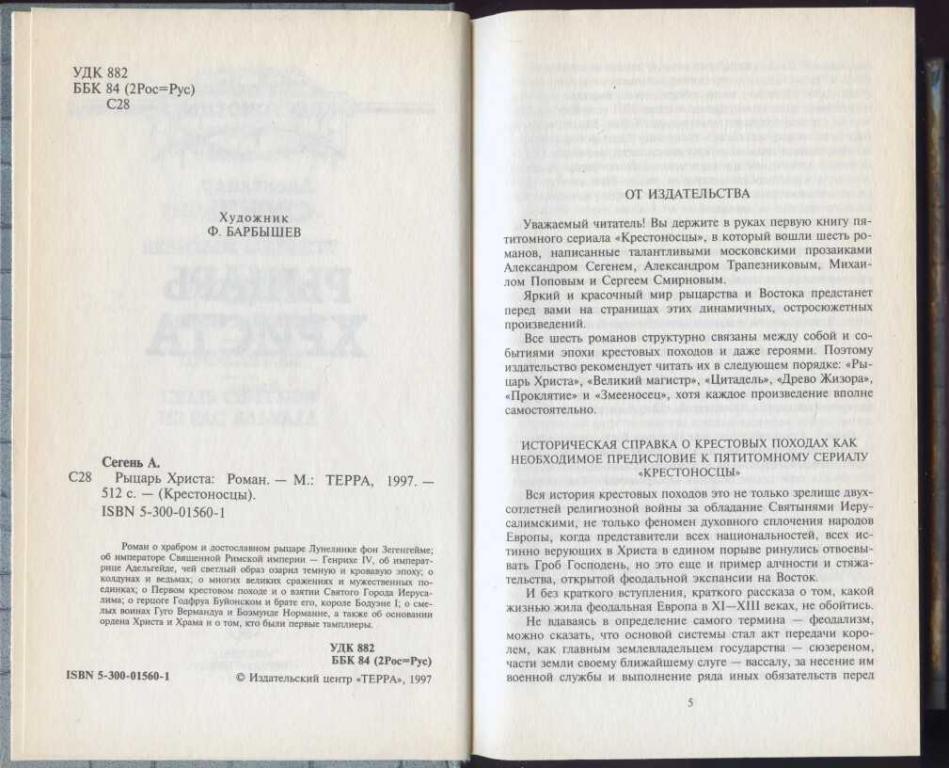 УДК 882
ББК 84 (2Рос=Рус)
С28
Художник
Ф. БАРБЫШЕВ
Сегень А.
С28 Рыцарь Христа: Роман. — М.: ТЕРРА, 1997. —
512 с. — (Крестоносцы).
ISBN 5-300-01560-1
Роман о храбром и достославном рыцаре Лунелинке фон Зегенгейме;
об императоре Священной Римской империи — Генрихе IV, об императ-
рице Адельгейде, чей светлый образ озарил темную и кровавую эпоху; о
колдунах и ведьмах; о многих великих сражениях и мужественных по-
единках; о Первом крестовом походе и о взятии Святого Города Иеруса-
лима; о герцоге Годфруа Буйонском и брате его, короле Бодуэне I; о сме-
лых воинах Гуго Вермандуа и Боэмунде Норманне, а также об основании
ордена Христа и Храма и о том, кто были первые тамплиеры.
УДК 882
ББК 84 (2Рос=Рус)
ISBN 5-300-01560-1
© Издательский центр «ТЕРРА», 1997
ОТ ИЗДАТЕЛЬСТВА
Уважаемый читатель! Вы держите в руках первую книгу пя-
титомного сериала «Крестоносцы», в который вошли шесть ро-
манов, написанные талантливыми московскими прозаиками
Александром Сегенем, Александром Трапезниковым, Михаи-
лом Поповым и Сергеем Смирновым.
Яркий и красочный мир рыцарства и Востока предстанет
перед вами на страницах этих динамичных, остросюжетных
произведений.
Все шесть романов структурно связаны между собой и со-
бытиями эпохи крестовых походов и даже героями. Поэтому
издательство рекомендует читать их в следующем порядке: «Ры-
царь Христа», «Великий магистр», «Цитадель», «Древо Жизора»,
«Проклятие» и «Змееносец», хотя каждое произведение вполне
самостоятельно.
ИСТОРИЧЕСКАЯ СПРАВКА О КРЕСТОВЫХ ПОХОДАХ КАК
НЕОБХОДИМОЕ ПРЕДИСЛОВИЕ К ПЯТИТОМНОМУ СЕРИАЛУ
«КРЕСТОНОСЦЫ»
Вся история крестовых походов это не только зрелище двух-
сотлетней религиозной войны за обладание Святынями Иеру-
салимскими, не только феномен духовного сплочения народов
Европы, когда представители всех национальностей, всех ис-
тинно верующих в Христа в едином порыве ринулись отвоевы-
вать Гроб Господень, но это еще и пример алчности и стяжа-
тельства, открытой феодальной экспансии на Восток.
И без краткого вступления, краткого рассказа о том, какой
жизнью жила феодальная Европа в XI—XIII веках, не обойтись.
Не вдаваясь в определение самого термина — феодализм,
можно сказать, что основой системы стал акт передачи коро-
лем, как главным землевладельцем государства — сюзереном,
части земли своему ближайшему слуге — вассалу, за несение им
военной службы и выполнение ряда иных обязательств перед
5